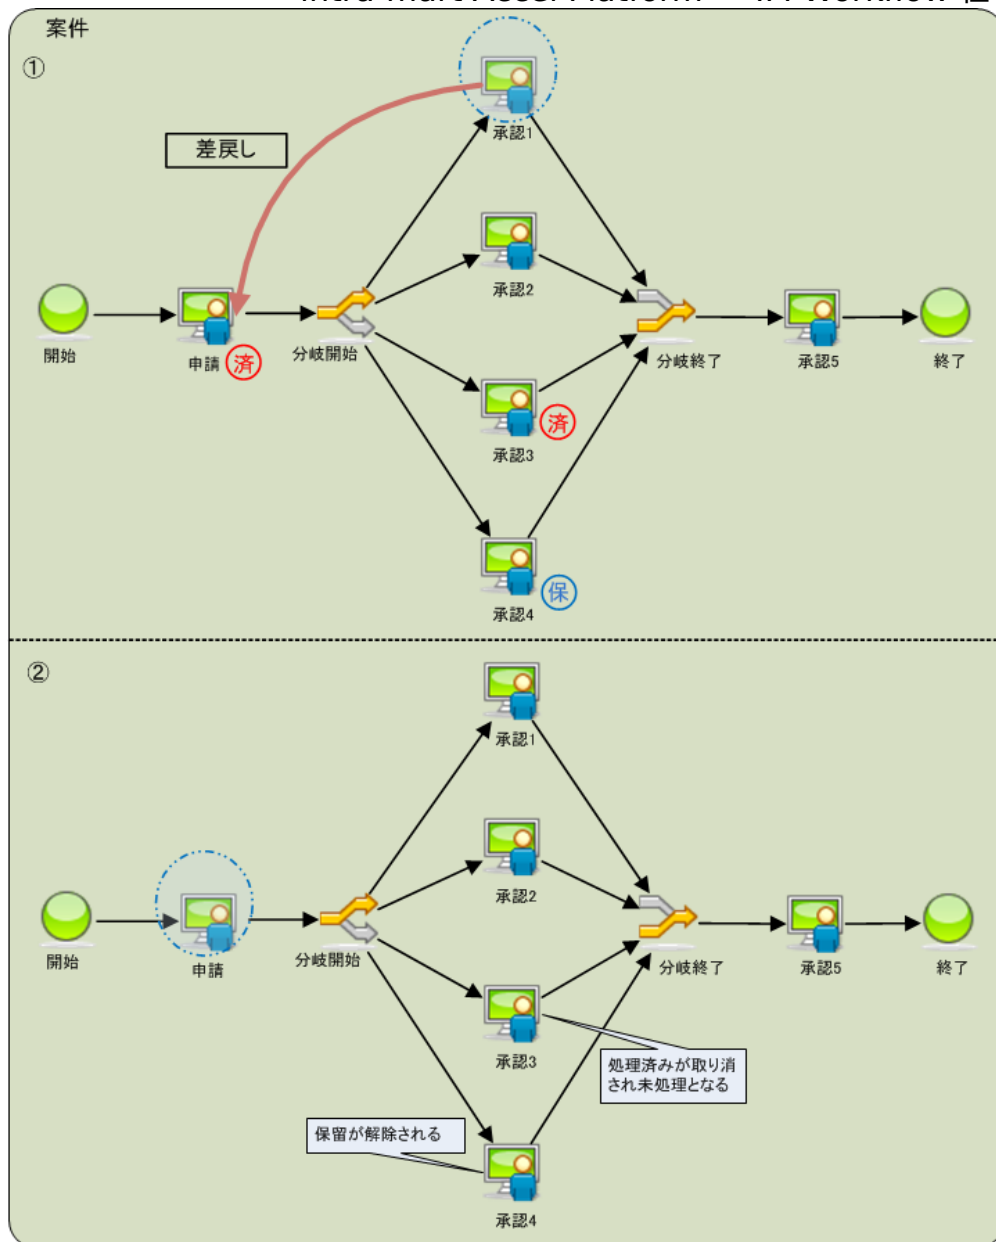 案件
①
承認1
差戻し
承認2
開始
申請
済
分岐開始
分岐終了
承認5
終了
承認3
済
承認4
保
②
承認1
承認2
開始
申請
分岐開始
分岐終了
承認5
終了
承認3
処理済みが取り消
され未処理となる
保留が解除される
承認4